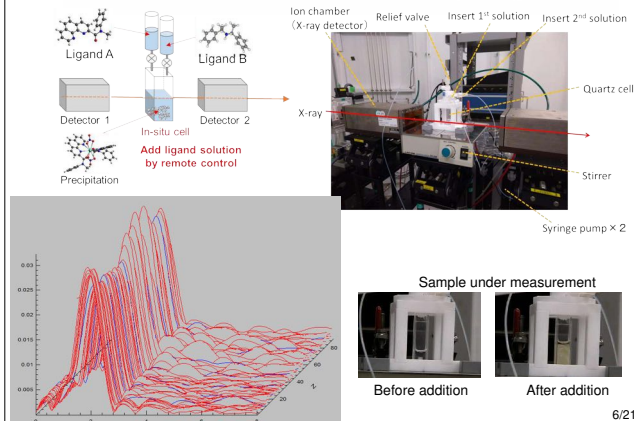 Ligand A
Ligand B
Detector 1
Detector 2
In-situ cell
Add ligand solution
by remote control
Precipitation
Ion chamber
(X-ray detector)
Relief valve
Insert 1st solution
Insert 2nd solution
Quartz cell
X-ray
Stirrer
Syringe pump × 2
0.03
0.025
0.02
0.015
0.01
0.005
0
2
80
60
40
20
N
Sample under measurement
Before addition
After addition
6/21